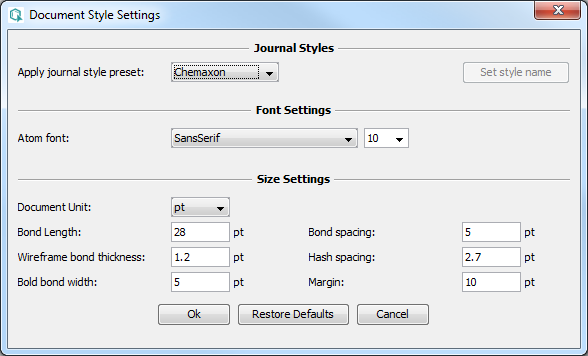 Document Style Settings
Journal Styles
Apply journal style preset: Chemaxon Set style name
Font Settings
Atom font: SansSerif 10
Size Settings
Document Unit: pt
Bond Length: 28 pt Bond spacing: 5 pt
Wireframe bond thickness: 1.2 pt Hash spacing: 2.7 pt
Bold bond width: 5 pt Margin: 10 pt
Ok Restore Defaults Cancel